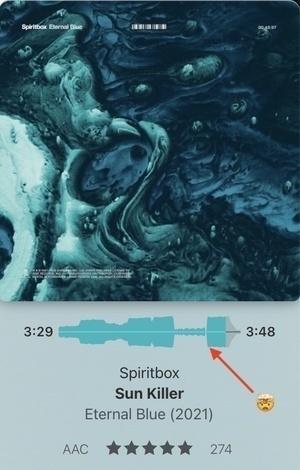 Spiritbox Eternal Blue
3:29
3:48
Spiritbox
Sun Killer
Eternal Blue (2021)
AAC
274